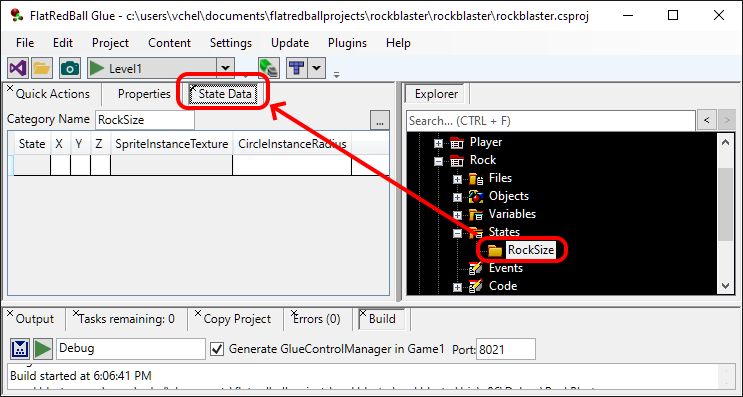 FlatRedBall Glue - c:\users\vchel\documents\flatredballprojects\rockblaster\rockblaster\rockblaster.csproj
File Project Content Settings Update Plugins Help
Level1
Quick Actions Properties State Data
Category Name RockSize ...
State X Y Z SpriteInstanceTexture CircleInstanceRadius
Explorer
Search... (CTRL + F) < >
Player
Rock
Files
Objects
Variables
States
RockSize
Events
Code
Output Tasks remaining: 0 Copy Project Errors (0) Build
Debug Generate GlueControlManager in Game1 Port: 8021
Build started at 6:06:41 PM